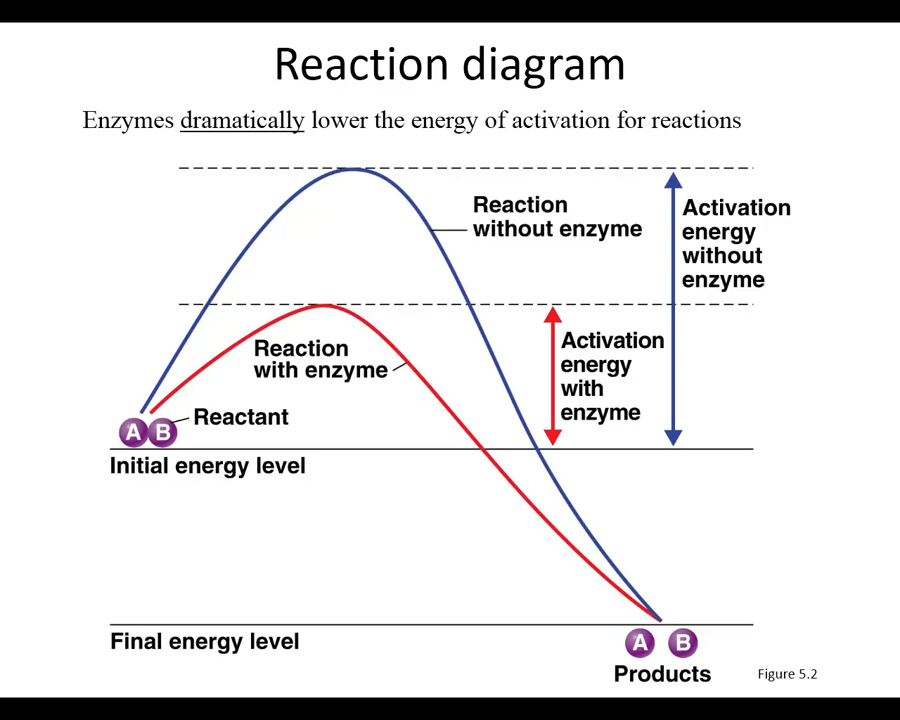 Reaction diagram
Enzymes dramatically lower the energy of activation for reactions
Reaction
without enzyme
Activation
energy
without
enzyme
Reaction
with enzyme
Activation
energy
with
enzyme
Reactant
A B
Initial energy level
Final energy level
A B
Products
Figure 5.2